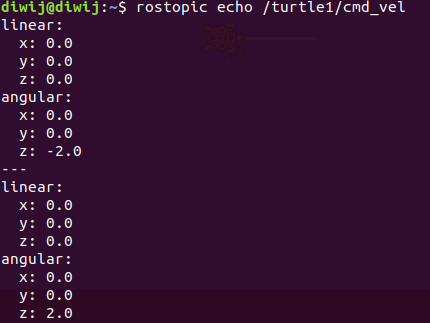 diwij@diwij:~$ rostopic echo /turtle1/cmd_vel
linear:
  x: 0.0
  y: 0.0
  z: 0.0
angular:
  x: 0.0
  y: 0.0
  z: -2.0
---
linear:
  x: 0.0
  y: 0.0
  z: 0.0
angular:
  x: 0.0
  y: 0.0
  z: 2.0